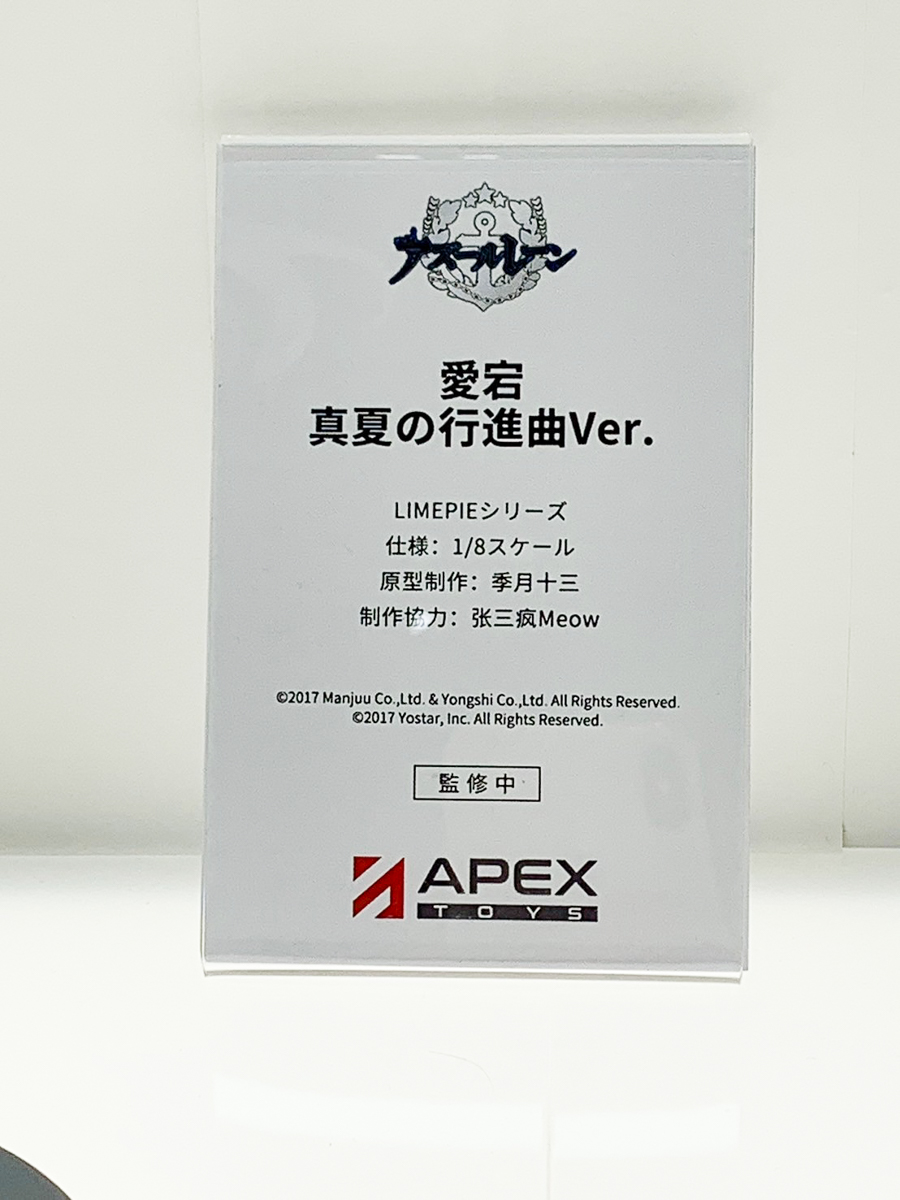 アズールレーン
愛宕
真夏の行進曲Ver.
LIMEPIEシリーズ
仕様：1/8スケール
原型制作：季月十三
制作協力：张三疯Meow
©2017 Manjuu Co.,Ltd. & Yongshi Co.,Ltd. All Rights Reserved.
©2017 Yostar, Inc. All Rights Reserved.
監修中
APEX
TOYS